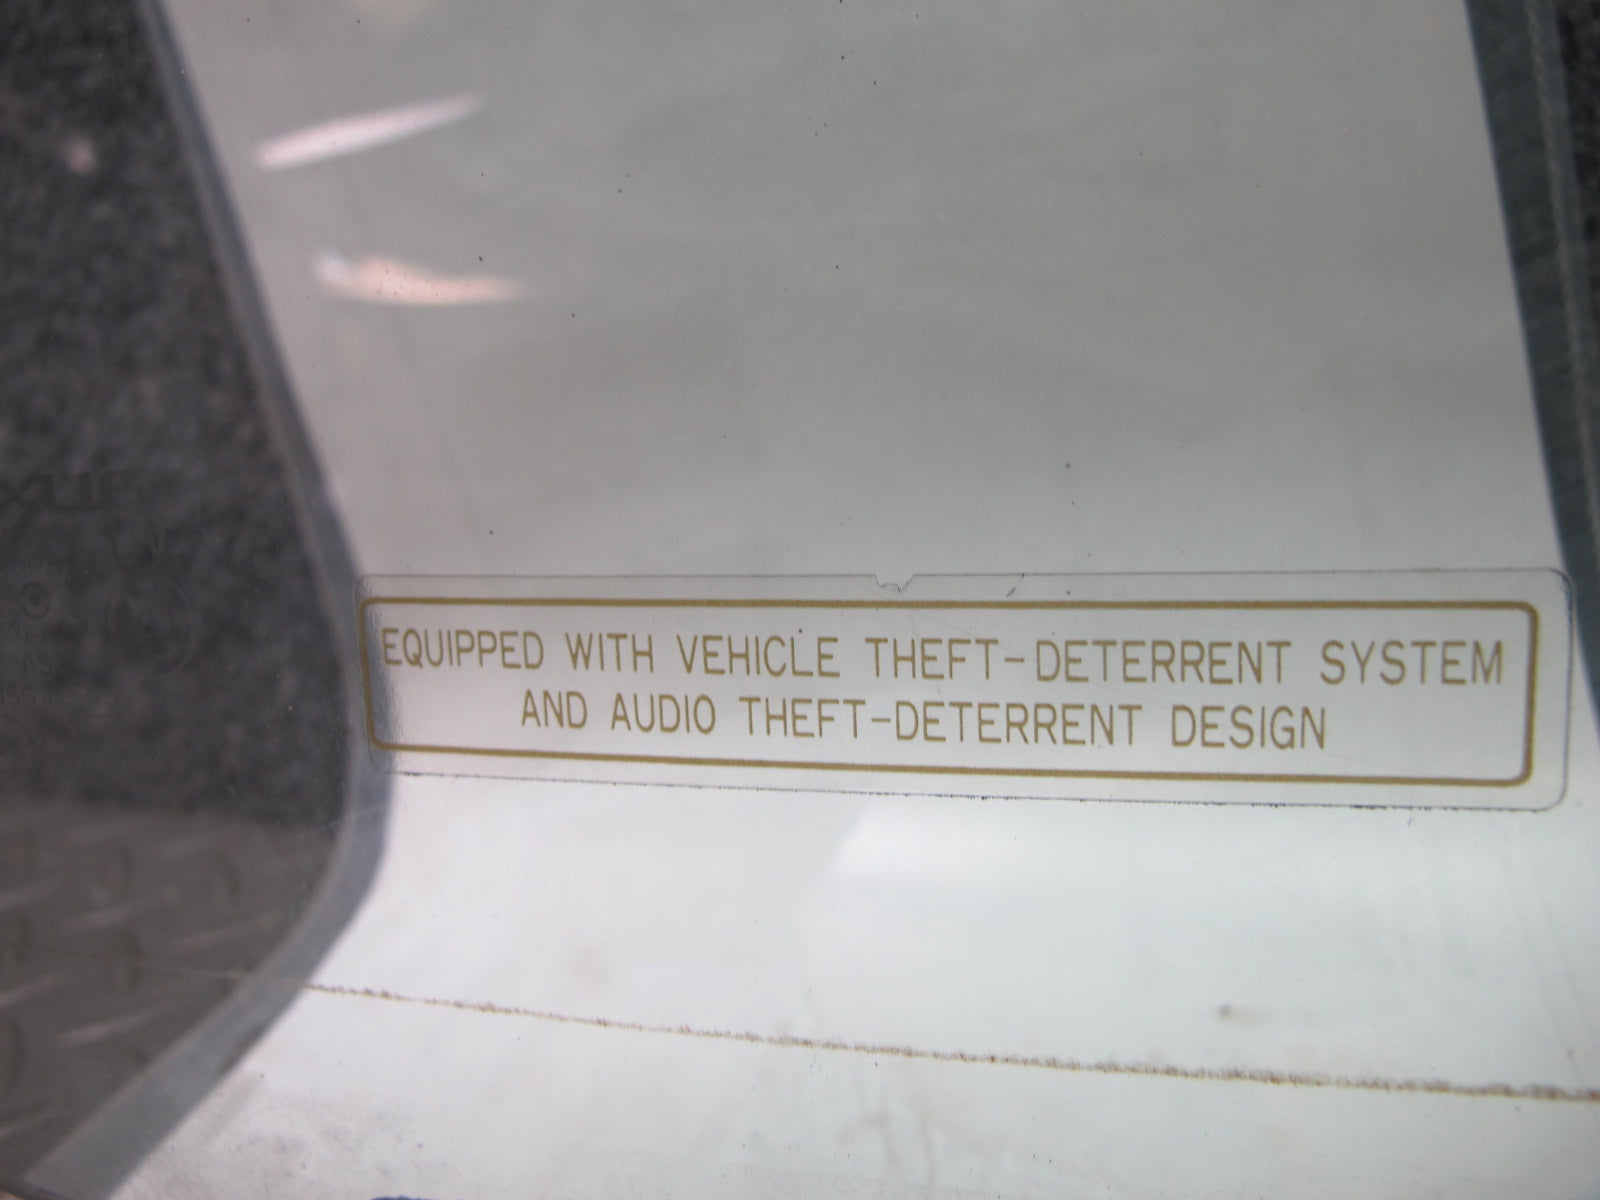 EQUIPPED WITH VEHICLE THEFT-DETERRENT SYSTEM
AND AUDIO THEFT-DETERRENT DESIGN